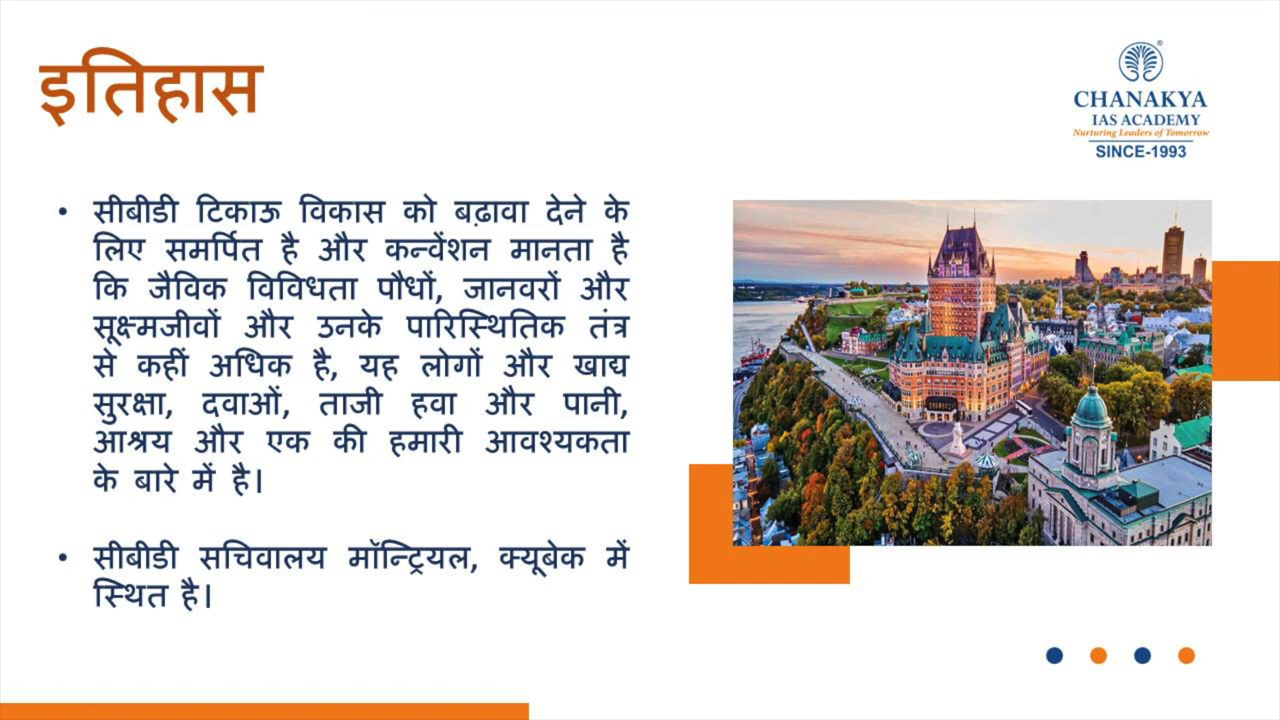 इतिहास
CHANAKYA
IAS ACADEMY
Nurturing Leaders of Tomorrow
SINCE-1993
• सीबीडी टिकाऊ विकास को बढ़ावा देने के
लिए समर्पित है और कन्वेंशन मानता है
कि जैविक विविधता पौधों, जानवरों और
सूक्ष्मजीवों और उनके पारिस्थितिक तंत्र
से कहीं अधिक है, यह लोगों और खाद्य
सुरक्षा, दवाओं, ताजी हवा और पानी,
आश्रय और एक की हमारी आवश्यकता
के बारे में है।
• सीबीडी सचिवालय मॉन्ट्रियल, क्यूबेक में
स्थित है।